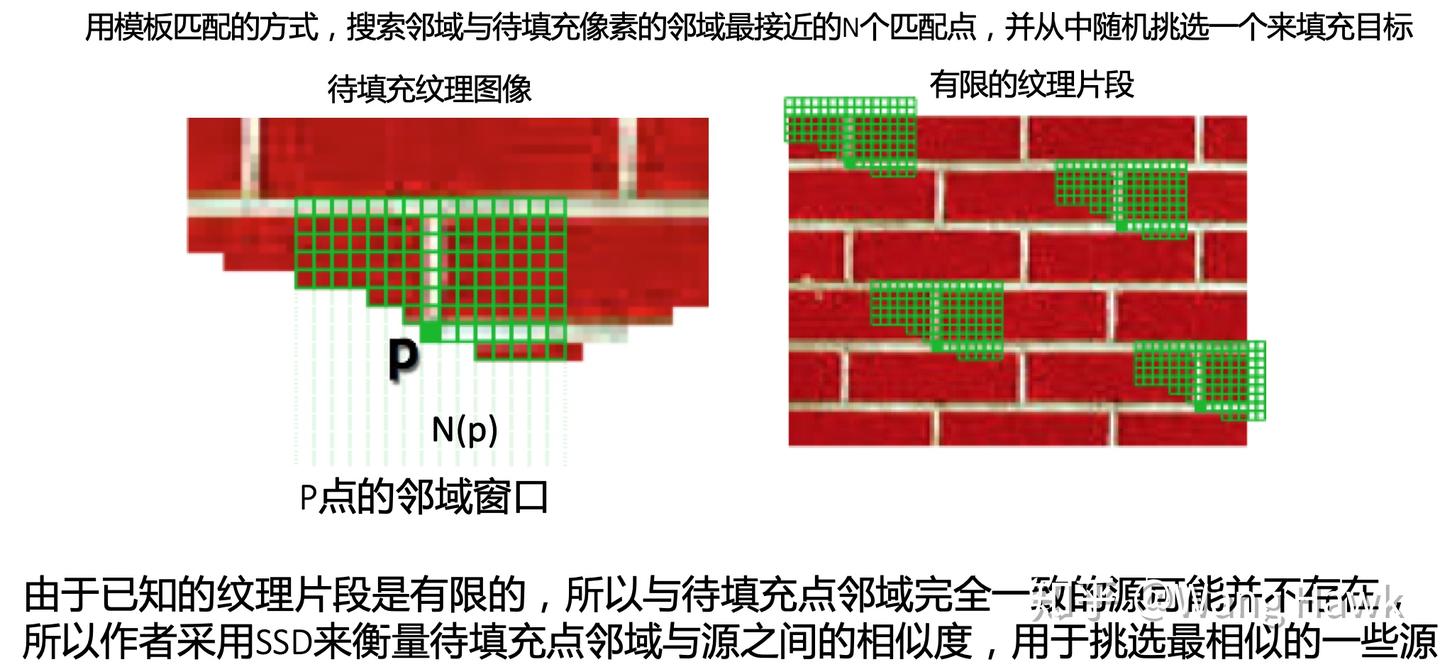 用模板匹配的方式，搜索邻域与待填充像素的邻域最接近的N个匹配点，并从中随机挑选一个来填充目标
待填充纹理图像
有限的纹理片段
p
N(p)
P点的邻域窗口
由于已知的纹理片段是有限的，所以与待填充点邻域完全一致的源可能并不存在，
知乎 @Wang Hawk
所以作者采用SSD来衡量待填充点邻域与源之间的相似度，用于挑选最相似的一些源